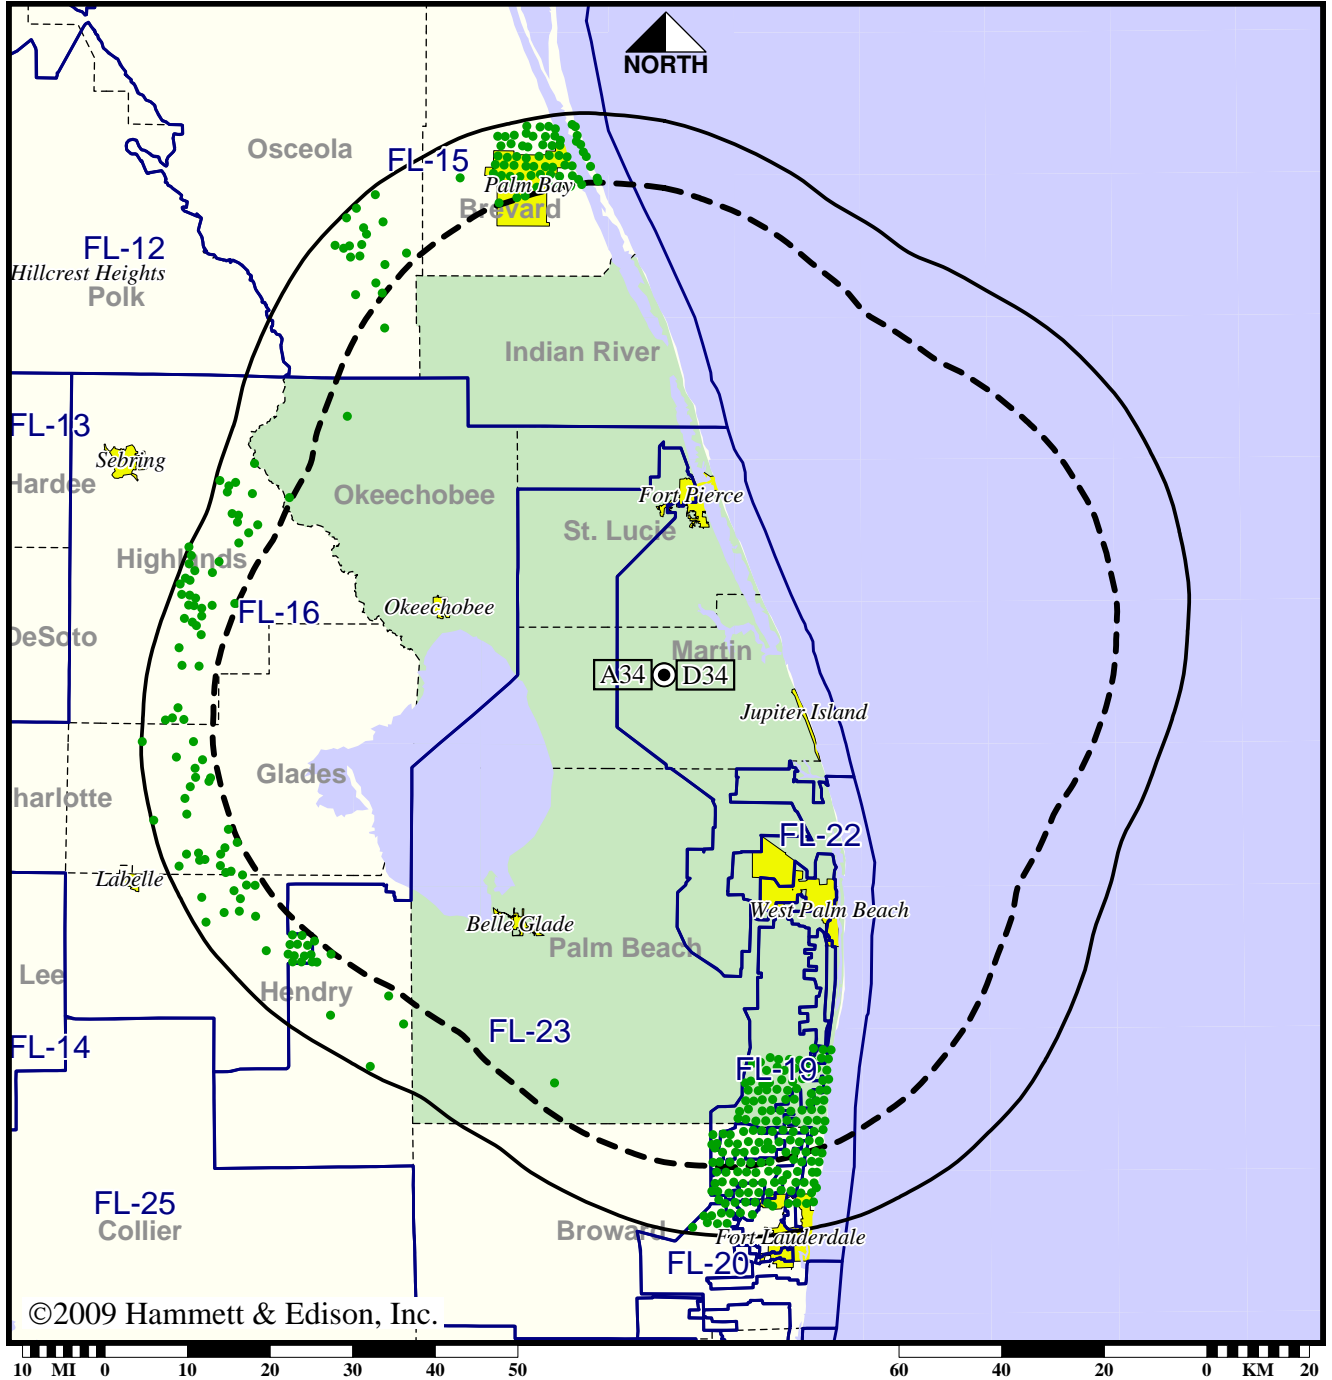 NORTH
Osceola
FL-15
Palm Bay
Brevard
FL-12
Hillcrest Heights
Polk
Indian River
FL-13
Sebring
Hardee
Okeechobee
Fort Pierce
St. Lucie
Highlands
FL-16
Okeechobee
DeSoto
Martin
A34 D34
Jupiter Island
Glades
harlotte
FL-22
Labelle
West Palm Beach
Belle Glade
Palm Beach
Lee
Hendry
FL-23
FL-14
FL-19
FL-25
Collier
Broward
Fort Lauderdale
FL-20
©2009 Hammett & Edison, Inc.
10 MI 0 10 20 30 40 50 60 40 20 0 KM 20